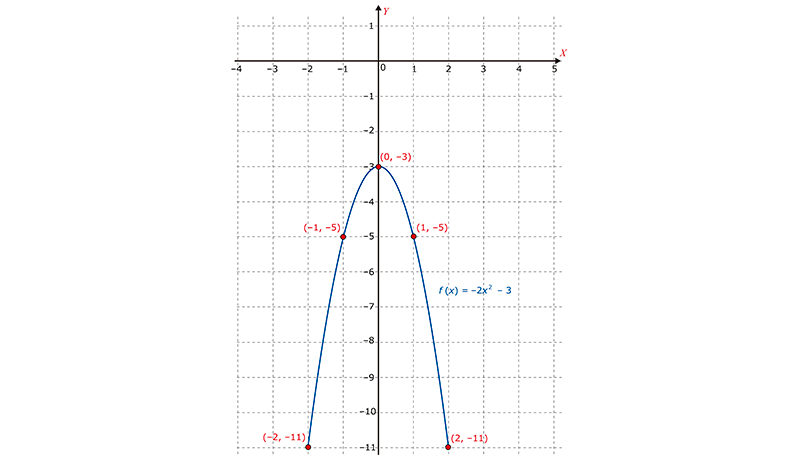 Y
1
X
-4 -3 -2 -1 0 1 2 3 4 5
-1
-2
(0, -3)
-3
-4
(-1, -5) (1, -5)
-5
-6
f (x) = -2x² - 3
-7
-8
-9
-10
(-2, -11) (2, -11)
-11